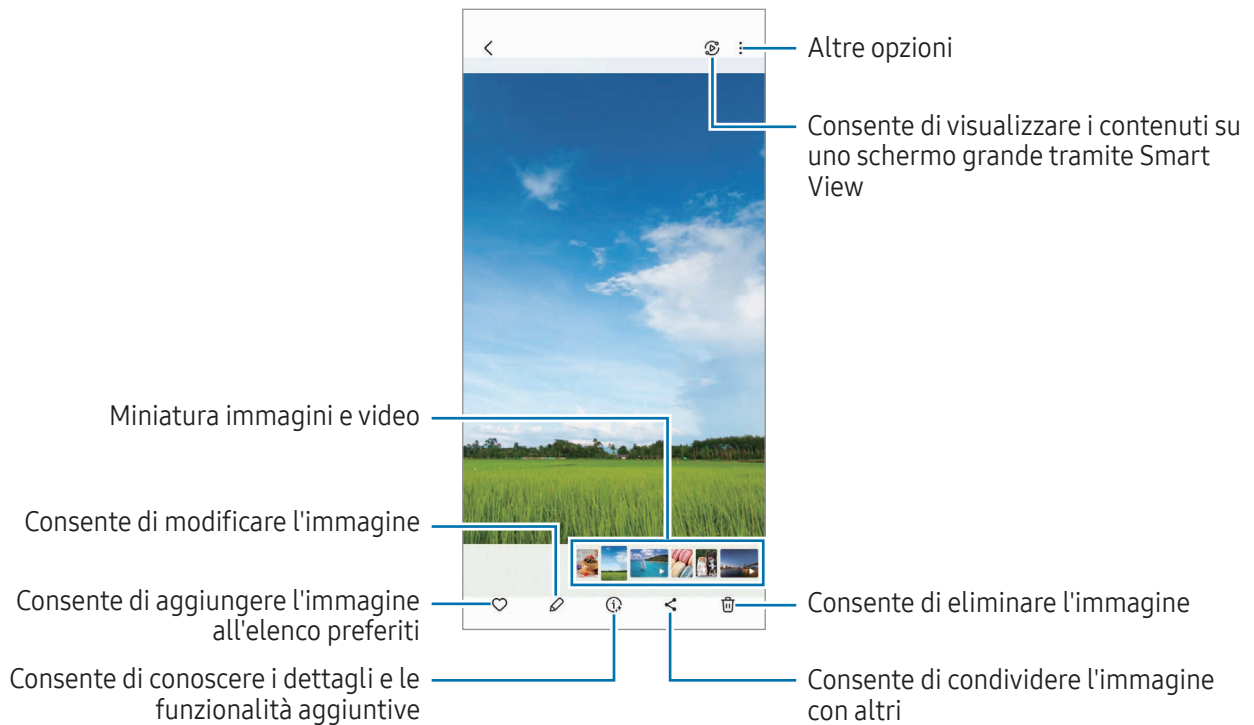 Altre opzioni
Consente di visualizzare i contenuti su
uno schermo grande tramite Smart
View
Miniatura immagini e video
Consente di modificare l'immagine
Consente di aggiungere l'immagine
all'elenco preferiti
Consente di eliminare l'immagine
Consente di conoscere i dettagli e le
funzionalità aggiuntive
Consente di condividere l'immagine
con altri